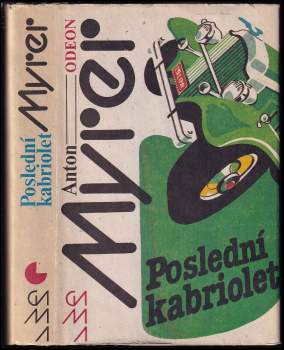 Poslední
kabriolet
Myrer
Anton
ODEON
Myrer
Poslední
kabriolet